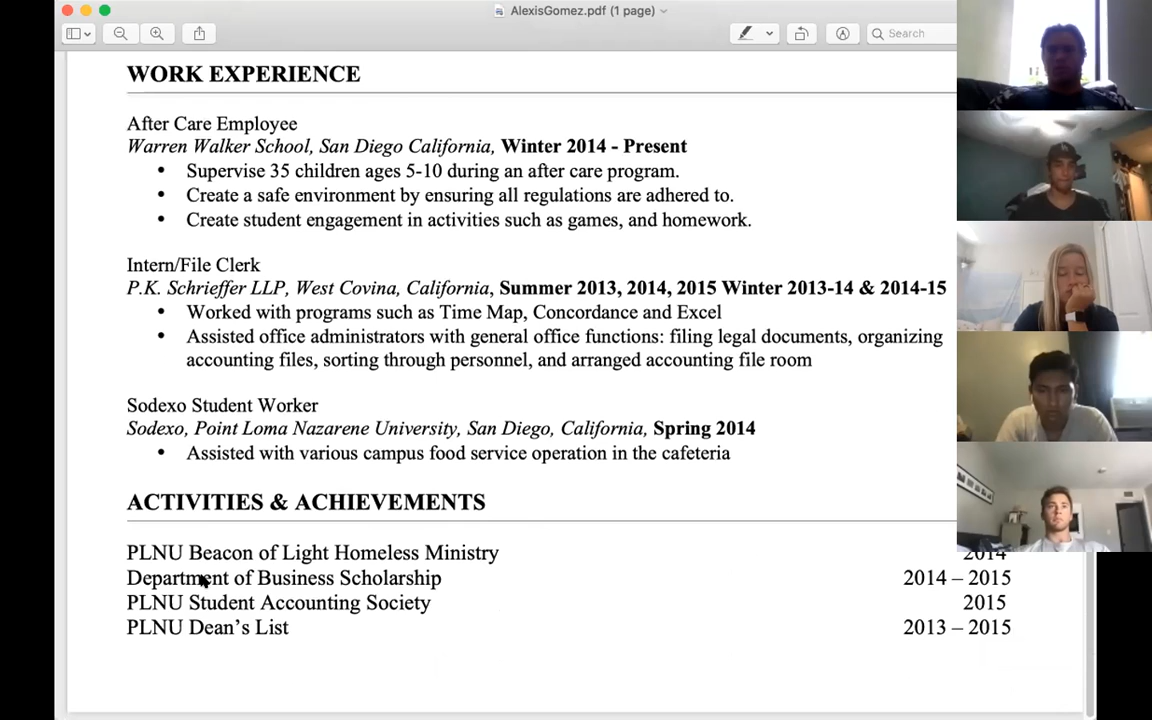 AlexisGomez.pdf (1 page)
Search
WORK EXPERIENCE
After Care Employee
Warren Walker School, San Diego California, Winter 2014 - Present
• Supervise 35 children ages 5-10 during an after care program.
• Create a safe environment by ensuring all regulations are adhered to.
• Create student engagement in activities such as games, and homework.
Intern/File Clerk
P.K. Schrieffer LLP, West Covina, California, Summer 2013, 2014, 2015 Winter 2013-14 & 2014-15
• Worked with programs such as Time Map, Concordance and Excel
• Assisted office administrators with general office functions: filing legal documents, organizing
accounting files, sorting through personnel, and arranged accounting file room
Sodexo Student Worker
Sodexo, Point Loma Nazarene University, San Diego, California, Spring 2014
• Assisted with various campus food service operation in the cafeteria
ACTIVITIES & ACHIEVEMENTS
PLNU Beacon of Light Homeless Ministry 2014
Department of Business Scholarship 2014 – 2015
PLNU Student Accounting Society 2015
PLNU Dean’s List 2013 – 2015